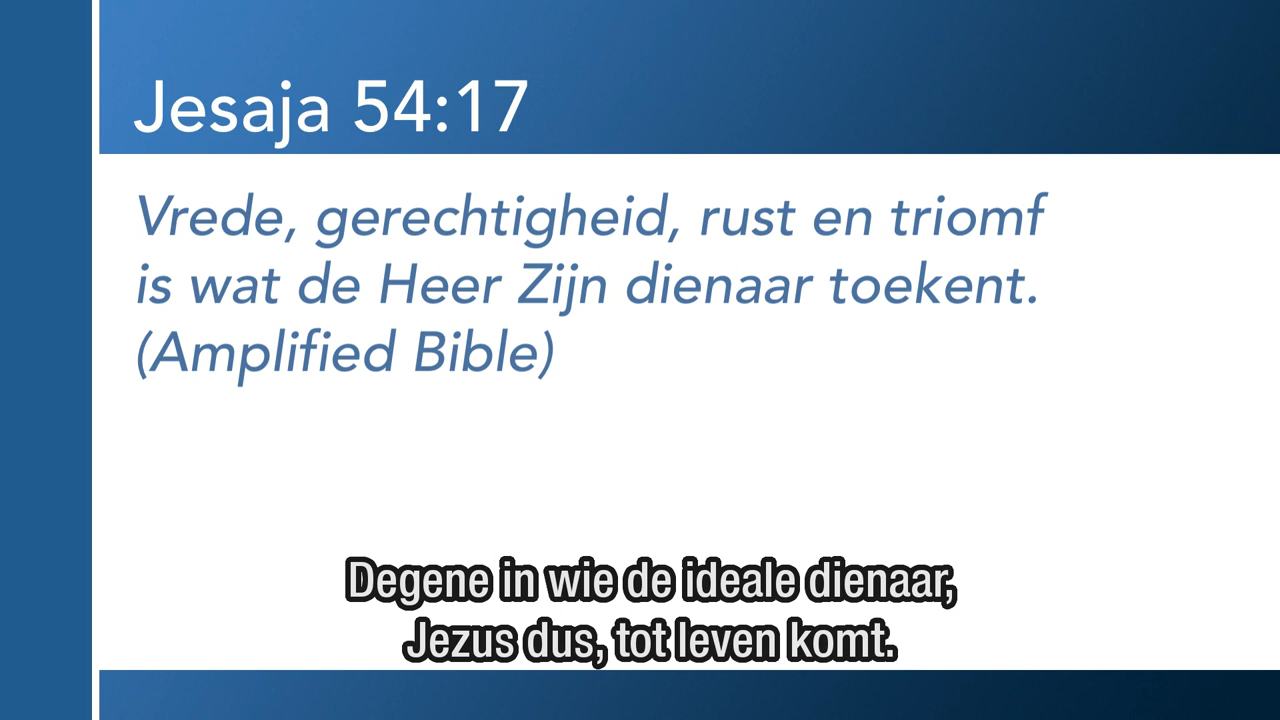 Jesaja 54:17
Vrede, gerechtigheid, rust en triomf
is wat de Heer Zijn dienaar toekent.
(Amplified Bible)
Degene in wie de ideale dienaar,
Jezus dus, tot leven komt.